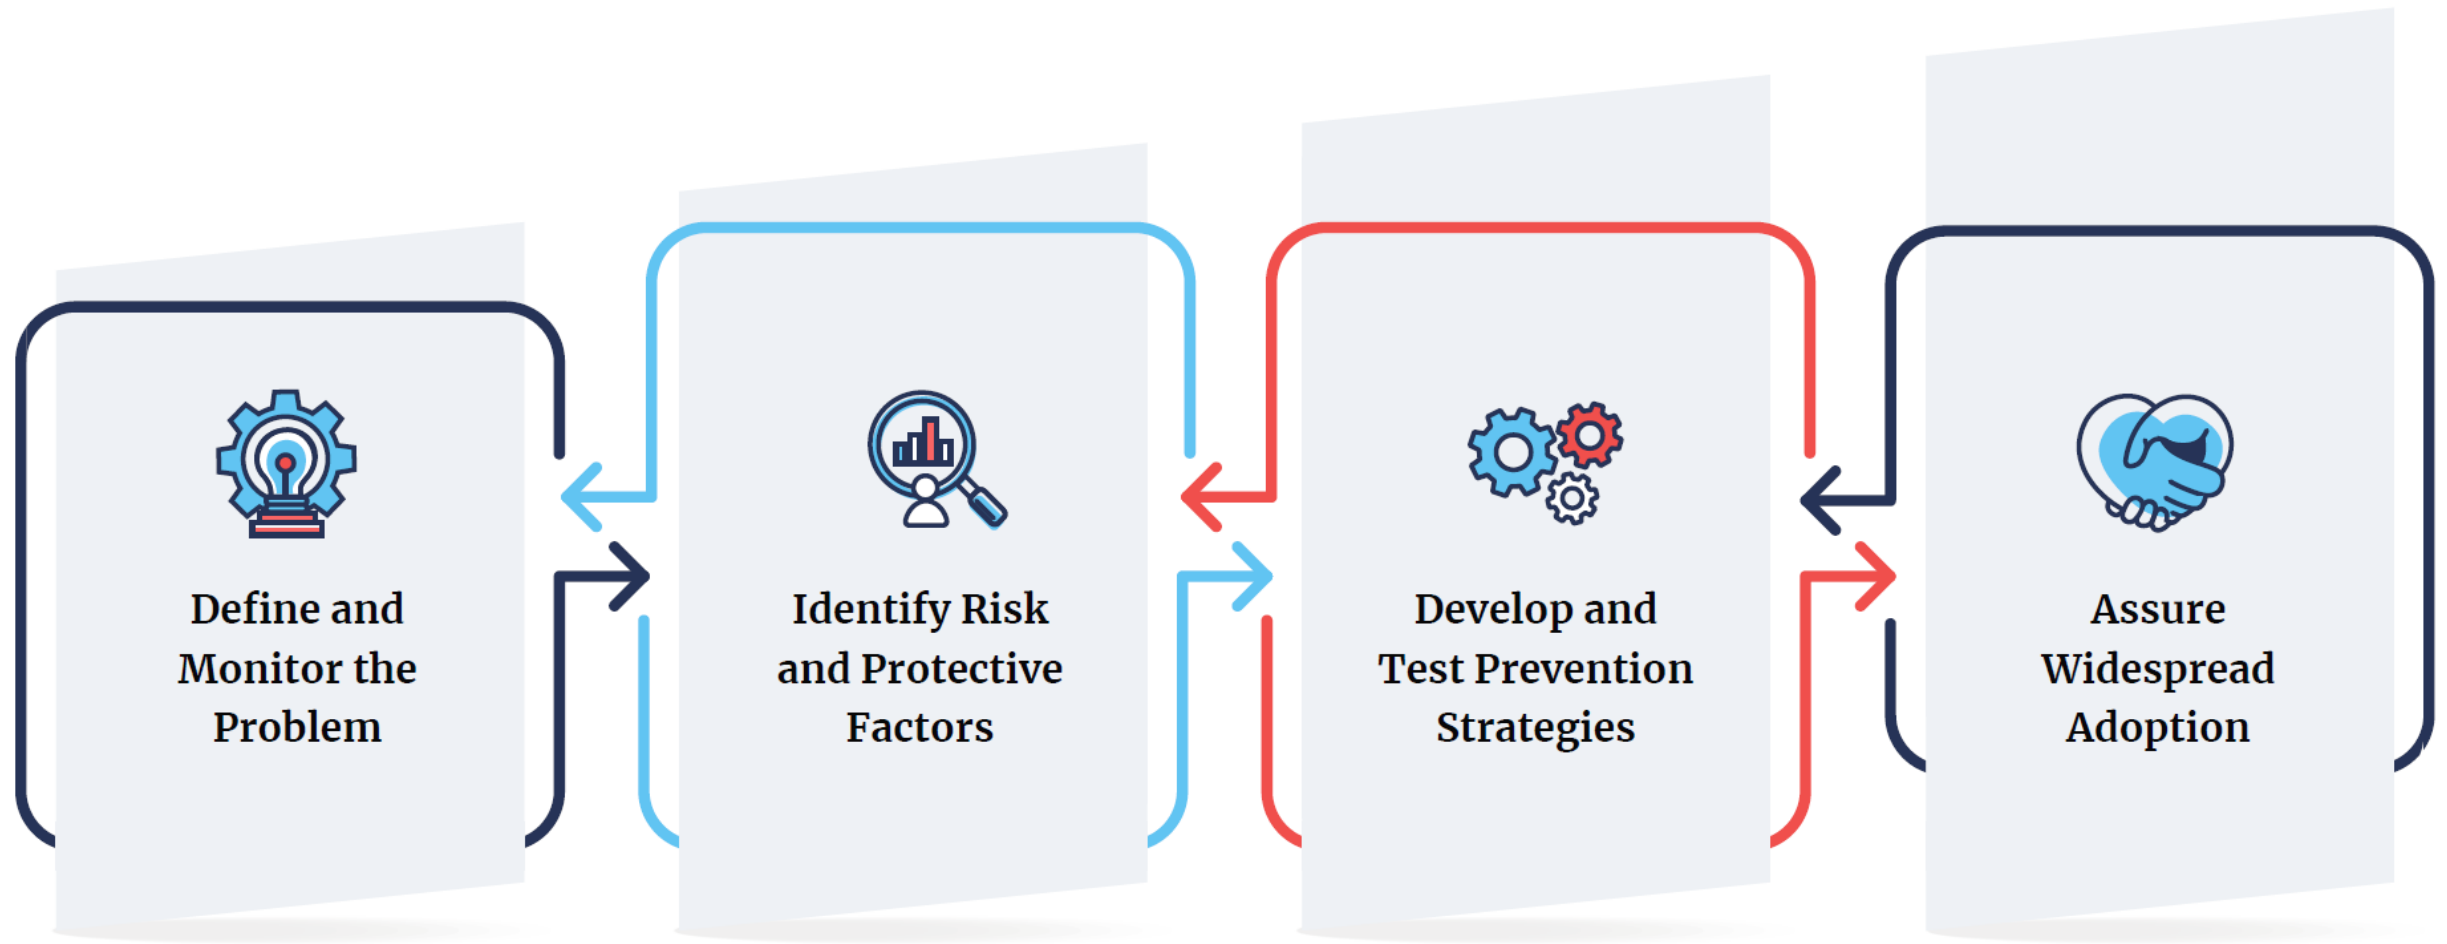 Define and
Monitor the
Problem
Identify Risk
and Protective
Factors
Develop and
Test Prevention
Strategies
Assure
Widespread
Adoption